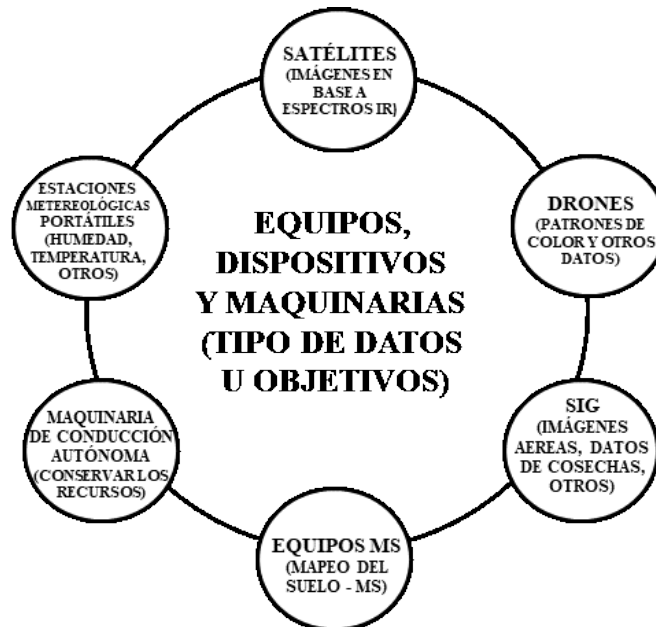 SATÉLITES
(IMÁGENES EN
BASE A
ESPECTROS IR)
DRONES
(PATRONES DE
COLOR Y OTROS
DATOS)
SIG
(IMÁGENES
AEREAS, DATOS
DE COSECHAS,
OTROS)
EQUIPOS MS
(MAPEO DEL
SUELO - MS)
MAQUINARIA
DE CONDUCCIÓN
AUTÓNOMA
(CONSERVAR LOS
RECURSOS)
ESTACIONES
METEREOLÓGICAS
PORTÁTILES
(HUMEDAD,
TEMPERATURA,
OTROS)
EQUIPOS,
DISPOSITIVOS
Y MAQUINARIAS
(TIPO DE DATOS
U OBJETIVOS)